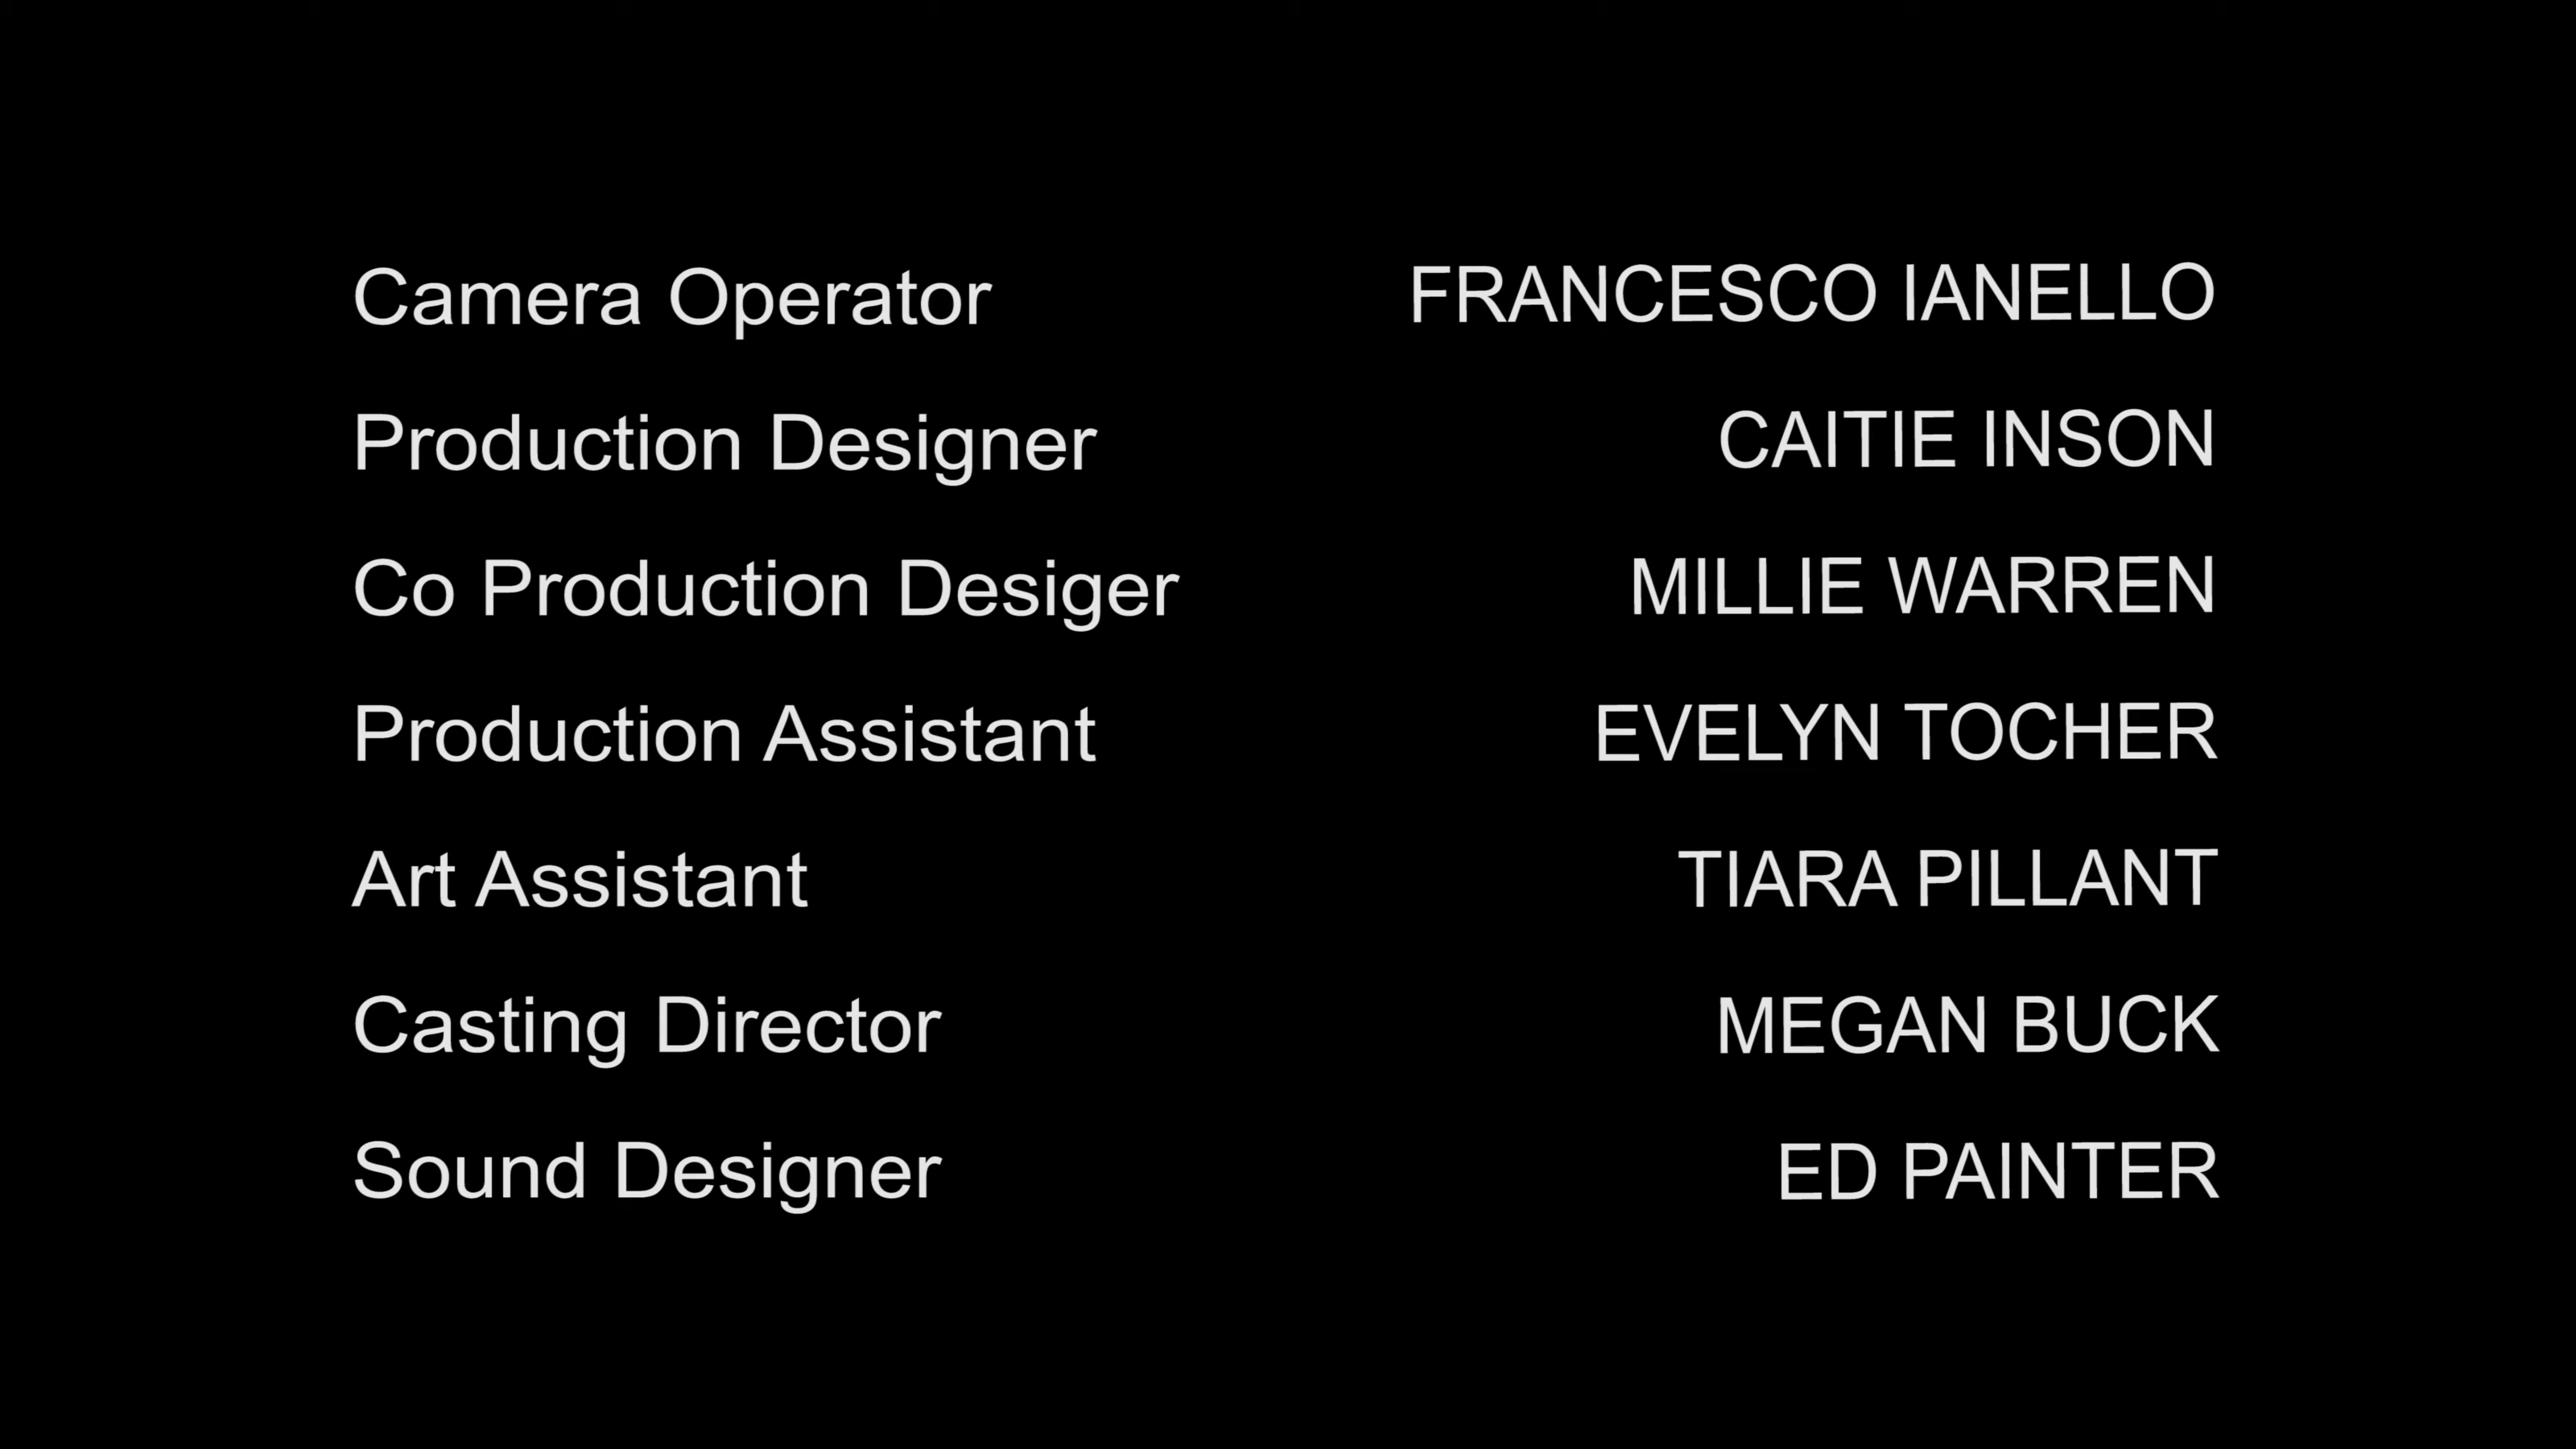 Camera Operator FRANCESCO IANELLO
Production Designer CAITIE INSON
Co Production Desiger MILLIE WARREN
Production Assistant EVELYN TOCHER
Art Assistant TIARA PILLANT
Casting Director MEGAN BUCK
Sound Designer ED PAINTER